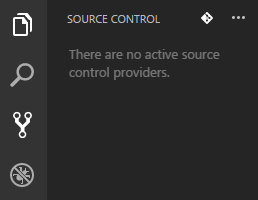 SOURCE CONTROL
There are no active source
control providers.